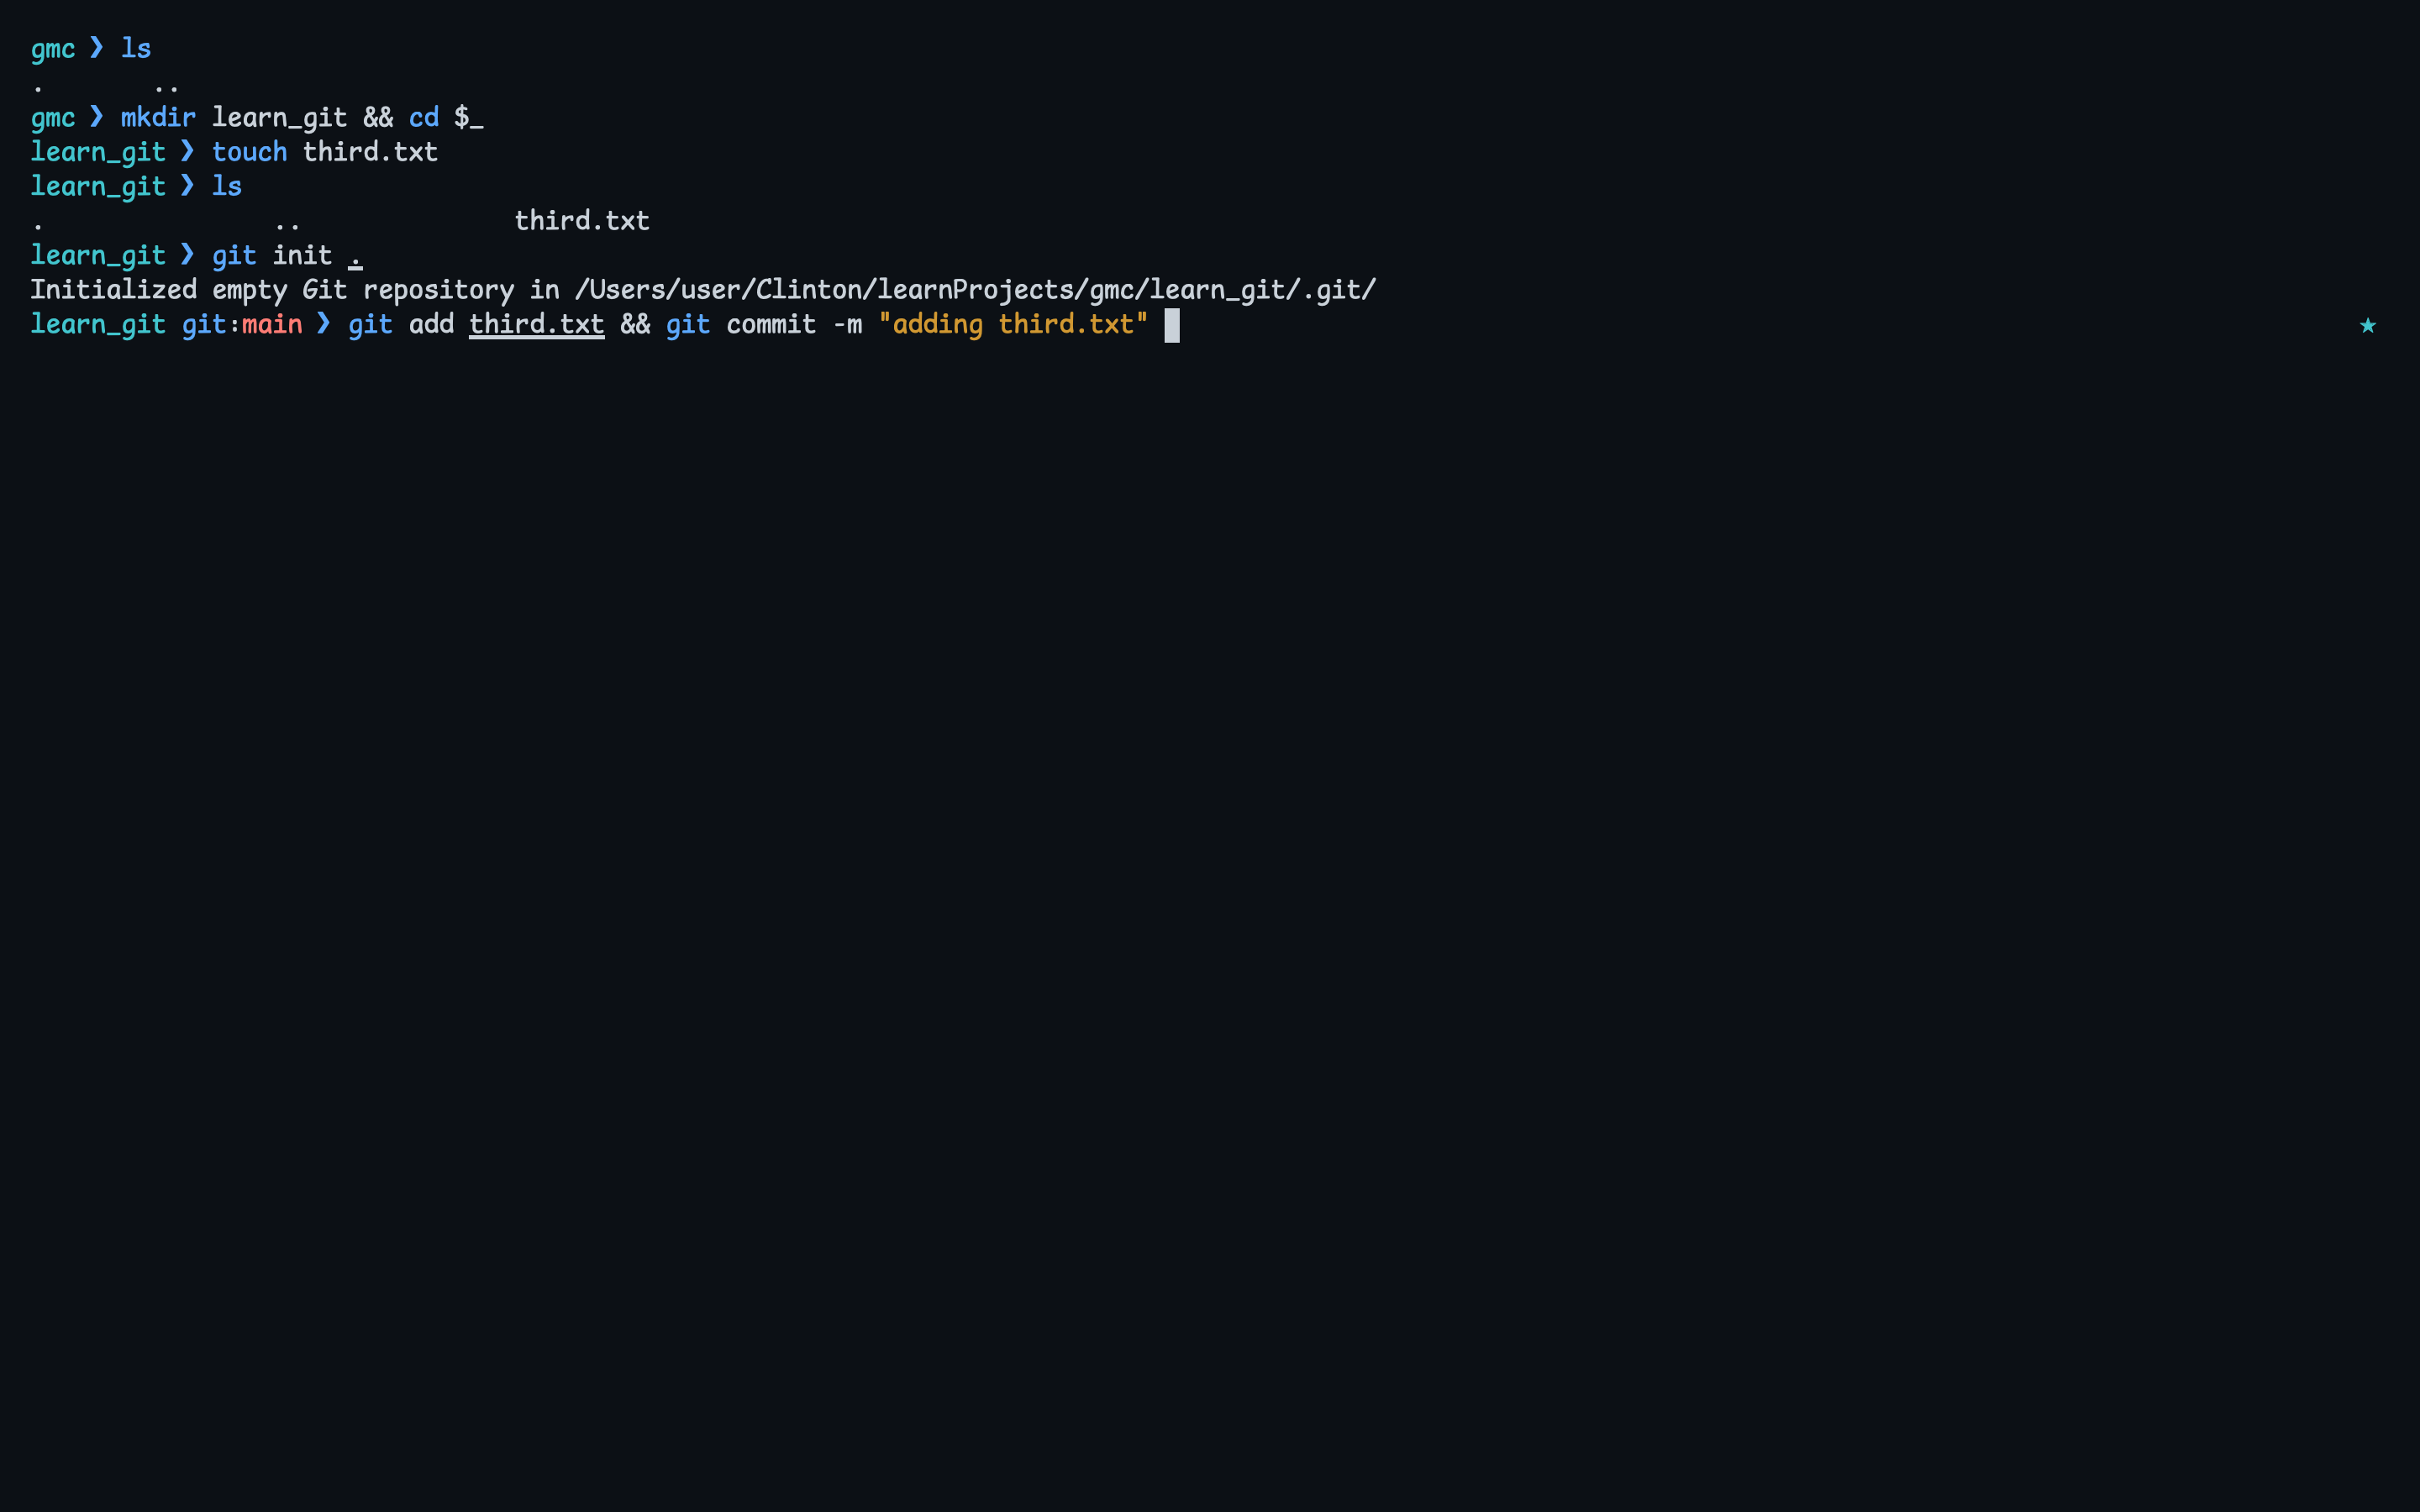 gmc ❯ ls
.       ..
gmc ❯ mkdir learn_git && cd $_
learn_git ❯ touch third.txt
learn_git ❯ ls
.               ..              third.txt
learn_git ❯ git init .
Initialized empty Git repository in /Users/user/Clinton/learnProjects/gmc/learn_git/.git/
learn_git git:main ❯ git add third.txt && git commit -m "adding third.txt" ★